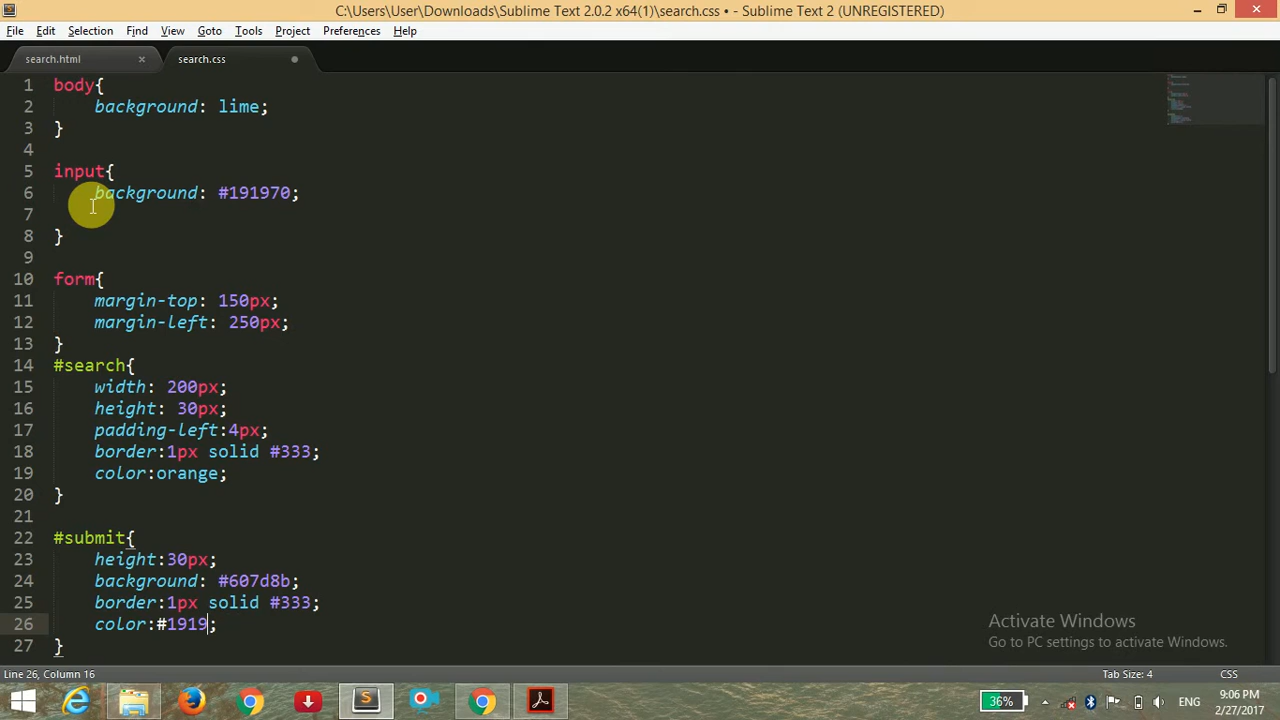 C:\Users\User\Downloads\Sublime Text 2.0.2 x64(1)\search.css • - Sublime Text 2 (UNREGISTERED)
File Edit Selection Find View Goto Tools Project Preferences Help
search.html search.css
1 body{
2 background: lime;
3 }
4
5 input{
6 background: #191970;
7
8 }
9
10 form{
11 margin-top: 150px;
12 margin-left: 250px;
13 }
14 #search{
15 width: 200px;
16 height: 30px;
17 padding-left:4px;
18 border:1px solid #333;
19 color:orange;
20 }
21
22 #submit{
23 height:30px;
24 background: #607d8b;
25 border:1px solid #333;
26 color:#1919;
27 }
Activate Windows
Go to PC settings to activate Windows.
Line 26, Column 16 Tab Size: 4 CSS
36% ENG 9:06 PM
2/27/2017